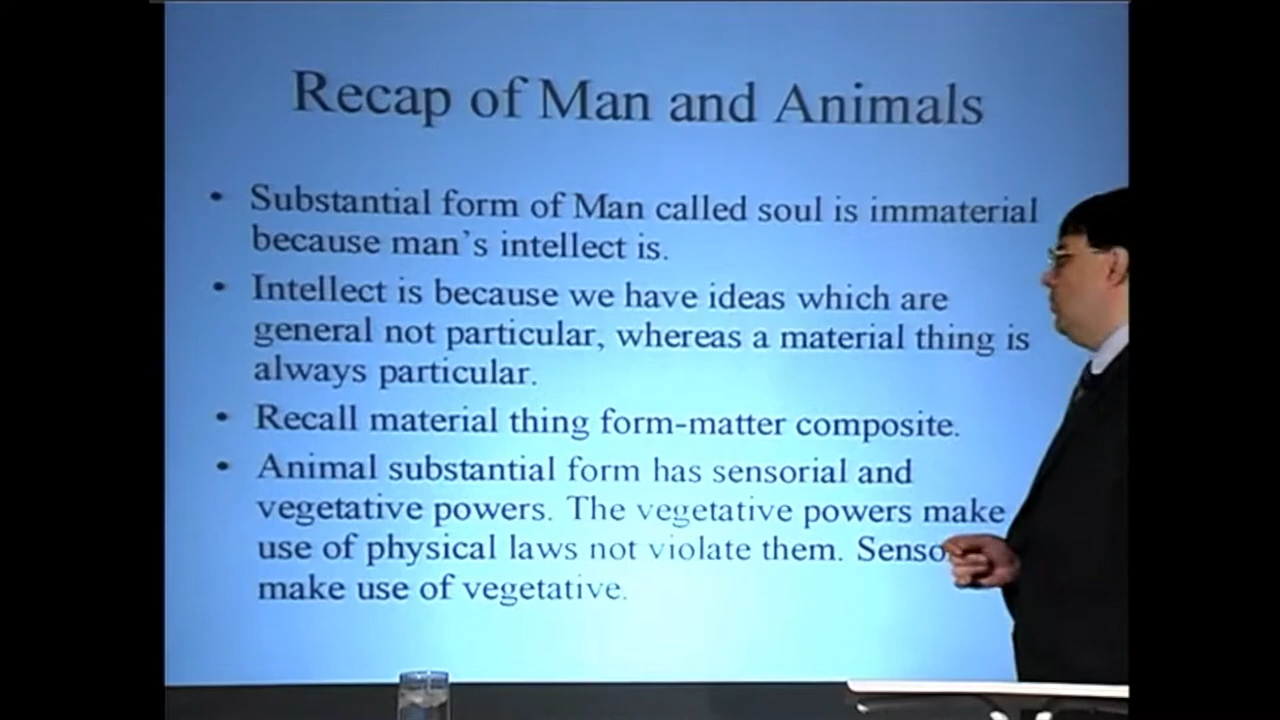 Recap of Man and Animals
• Substantial form of Man called soul is immaterial
because man's intellect is.
• Intellect is because we have ideas which are
general not particular, whereas a material thing is
always particular.
• Recall material thing form-matter composite.
• Animal substantial form has sensorial and
vegetative powers. The vegetative powers make
use of physical laws not violate them. Senso
make use of vegetative.